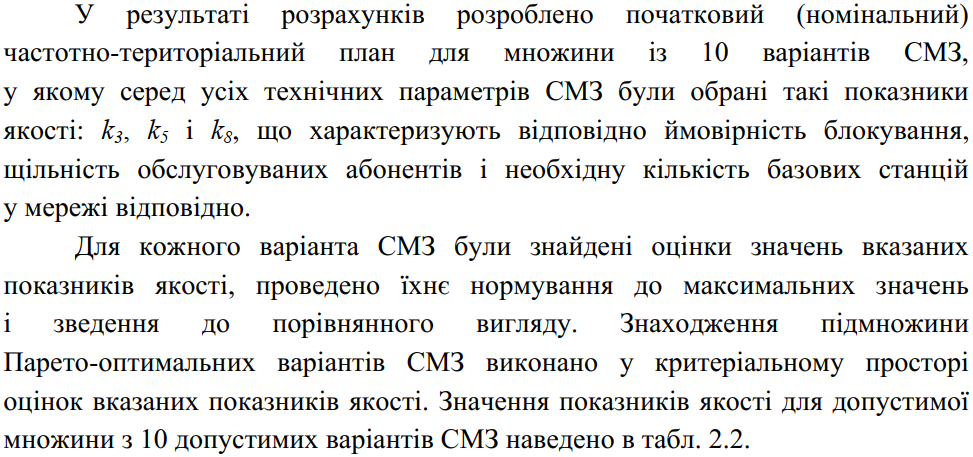 У результаті розрахунків розроблено початковий (номінальний)
частотно-територіальний план для множини із 10 варіантів СМЗ,
у якому серед усіх технічних параметрів СМЗ були обрані такі показники
якості: k3, k5 і k8, що характеризують відповідно ймовірність блокування,
щільність обслуговуваних абонентів і необхідну кількість базових станцій
у мережі відповідно.
Для кожного варіанта СМЗ були знайдені оцінки значень вказаних
показників якості, проведено їхнє нормування до максимальних значень
і зведення до порівнянного вигляду. Знаходження підмножини
Парето-оптимальних варіантів СМЗ виконано у критеріальному просторі
оцінок вказаних показників якості. Значення показників якості для допустимої
множини з 10 допустимих варіантів СМЗ наведено в табл. 2.2.